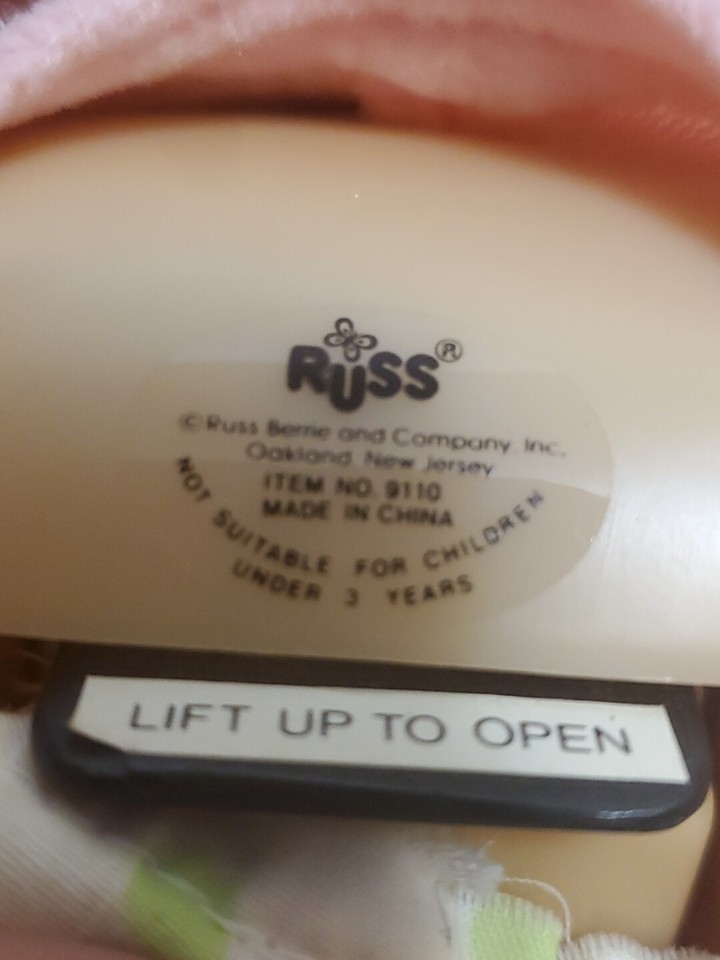 RUSS®
©Russ Berrie and Company Inc.
Oakland, New Jersey
ITEM NO. 9110
MADE IN CHINA
NOT SUITABLE FOR CHILDREN
UNDER 3 YEARS
LIFT UP TO OPEN